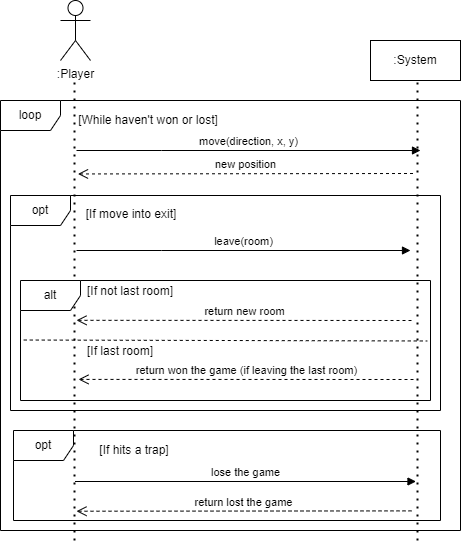 :Player
:System
loop
[While haven't won or lost]
move(direction, x, y)
new position
opt
[If move into exit]
leave(room)
alt
[If not last room]
return new room
[If last room]
return won the game (if leaving the last room)
opt
[If hits a trap]
lose the game
return lost the game